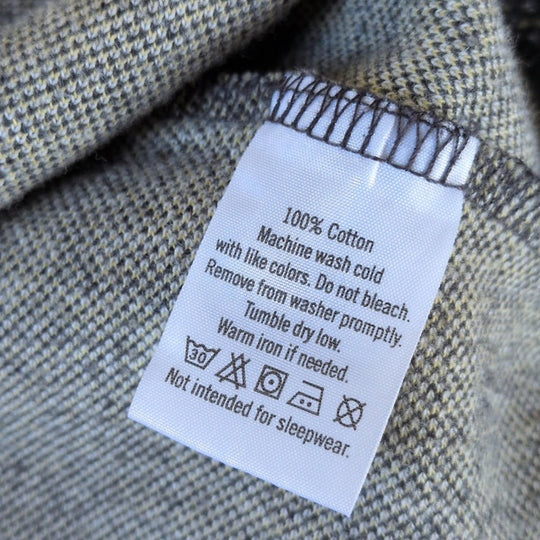 100% Cotton
Machine wash cold
with like colors. Do not bleach.
Remove from washer promptly.
Tumble dry low.
Warm iron if needed.
30
Not intended for sleepwear.